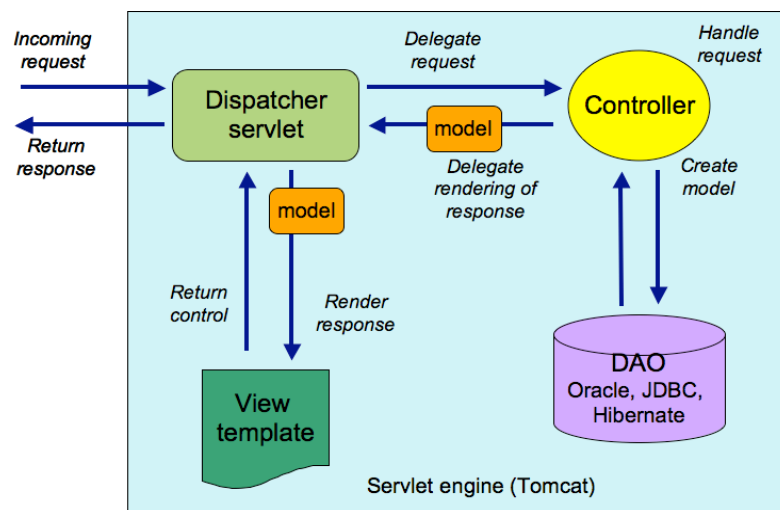 Incoming
request
Return
response
Dispatcher
servlet
Delegate
request
model
Delegate
rendering of
response
Controller
Handle
request
Create
model
model
Return
control
Render
response
View
template
DAO
Oracle, JDBC,
Hibernate
Servlet engine (Tomcat)